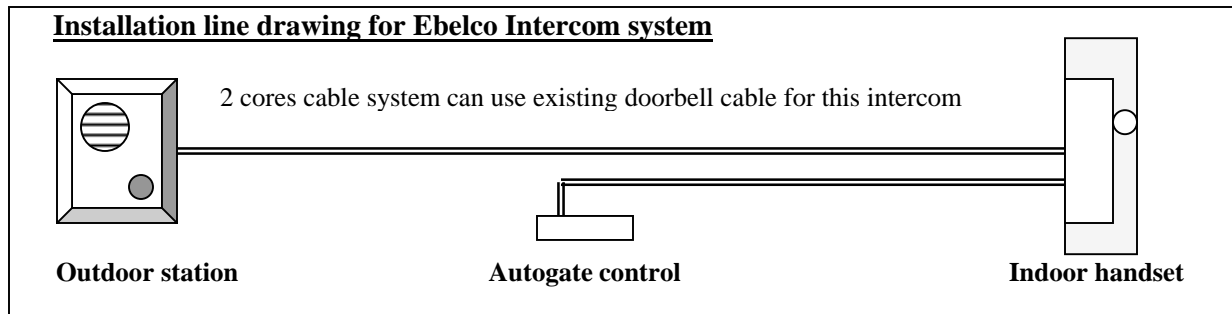 Installation line drawing for Ebelco Intercom system
2 cores cable system can use existing doorbell cable for this intercom
Outdoor station
Autogate control
Indoor handset